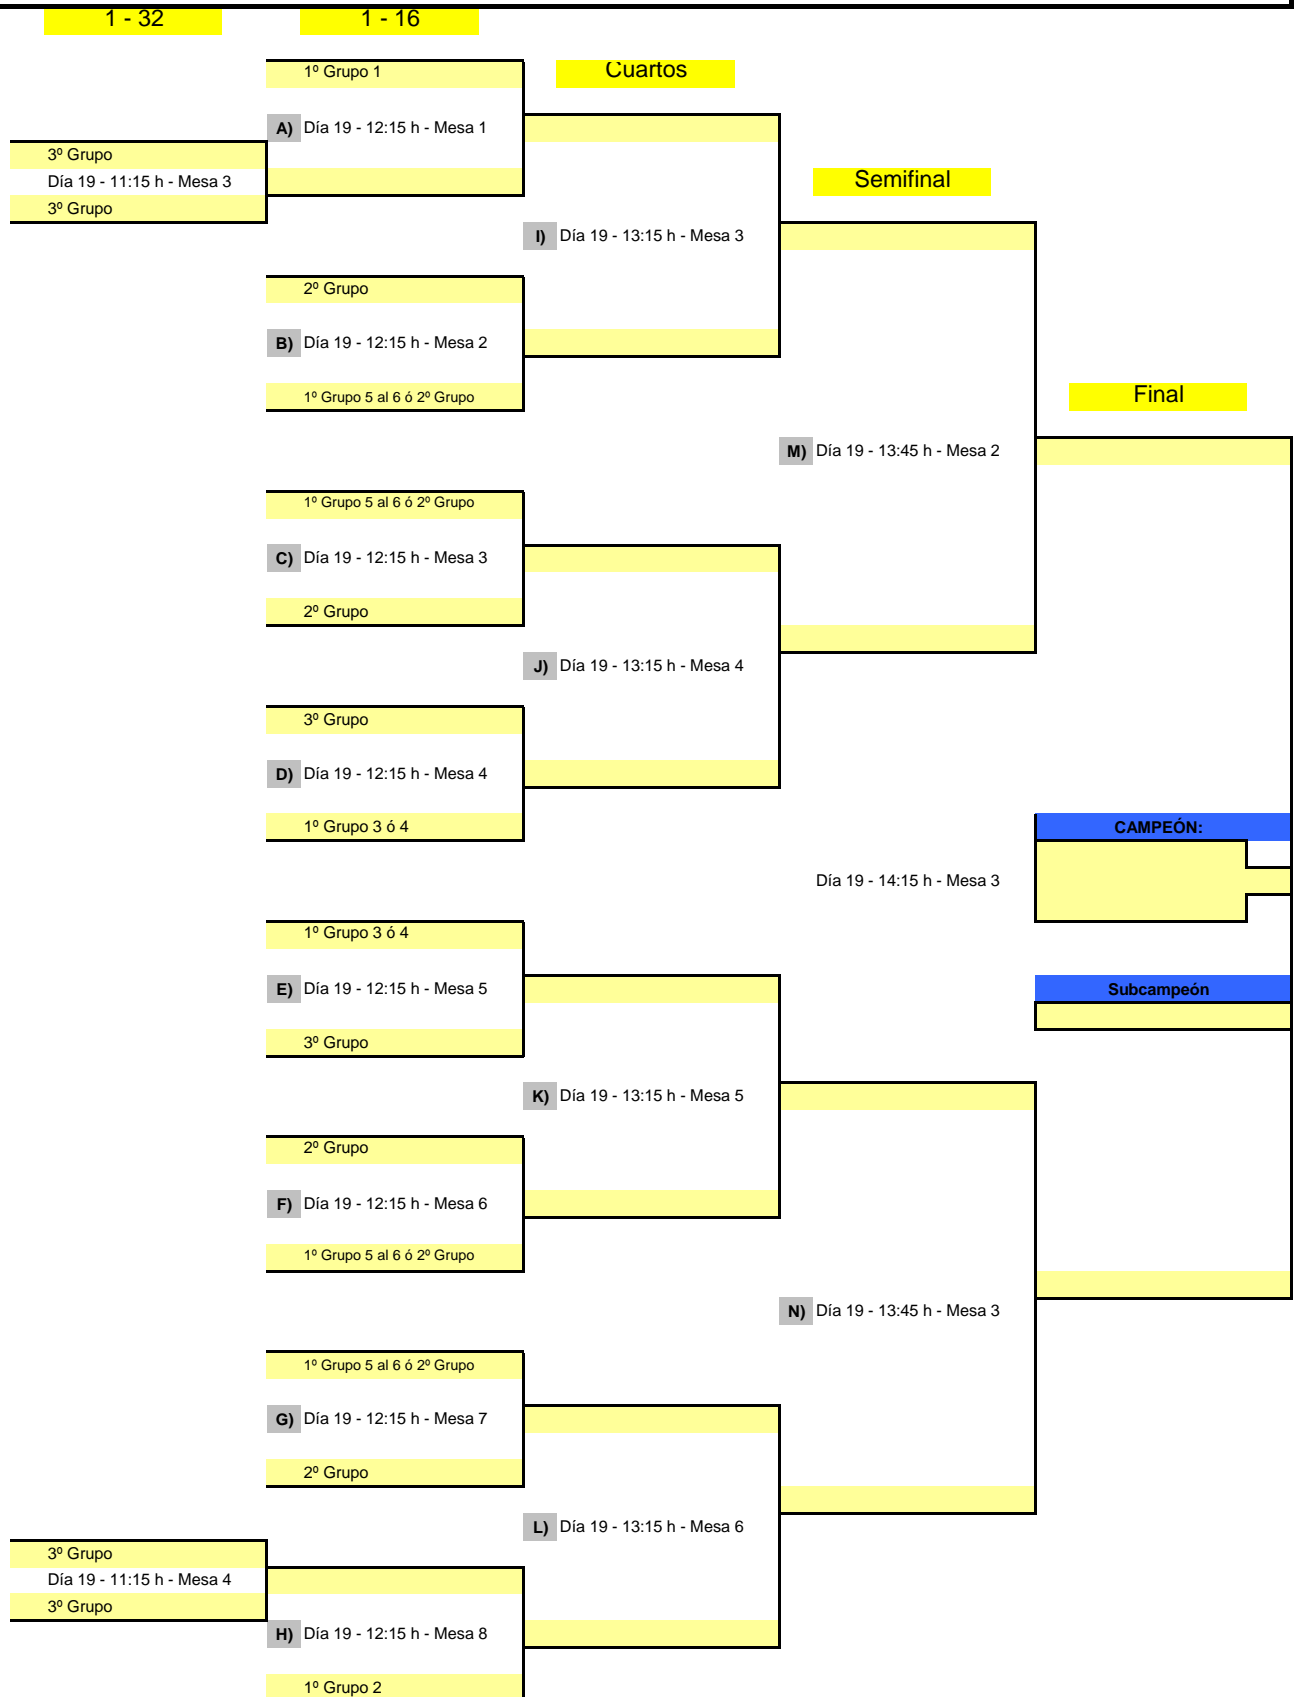 1 - 32
1 - 16
Cuartos
1º Grupo 1
A) Día 19 - 12:15 h - Mesa 1
3º Grupo
Día 19 - 11:15 h - Mesa 3
3º Grupo
Semifinal
I) Día 19 - 13:15 h - Mesa 3
2º Grupo
B) Día 19 - 12:15 h - Mesa 2
1º Grupo 5 al 6 ó 2º Grupo
Final
M) Día 19 - 13:45 h - Mesa 2
1º Grupo 5 al 6 ó 2º Grupo
C) Día 19 - 12:15 h - Mesa 3
2º Grupo
J) Día 19 - 13:15 h - Mesa 4
3º Grupo
D) Día 19 - 12:15 h - Mesa 4
1º Grupo 3 ó 4
CAMPEÓN:
Día 19 - 14:15 h - Mesa 3
1º Grupo 3 ó 4
E) Día 19 - 12:15 h - Mesa 5
Subcampeón
3º Grupo
K) Día 19 - 13:15 h - Mesa 5
2º Grupo
F) Día 19 - 12:15 h - Mesa 6
1º Grupo 5 al 6 ó 2º Grupo
N) Día 19 - 13:45 h - Mesa 3
1º Grupo 5 al 6 ó 2º Grupo
G) Día 19 - 12:15 h - Mesa 7
2º Grupo
L) Día 19 - 13:15 h - Mesa 6
3º Grupo
Día 19 - 11:15 h - Mesa 4
3º Grupo
H) Día 19 - 12:15 h - Mesa 8
1º Grupo 2